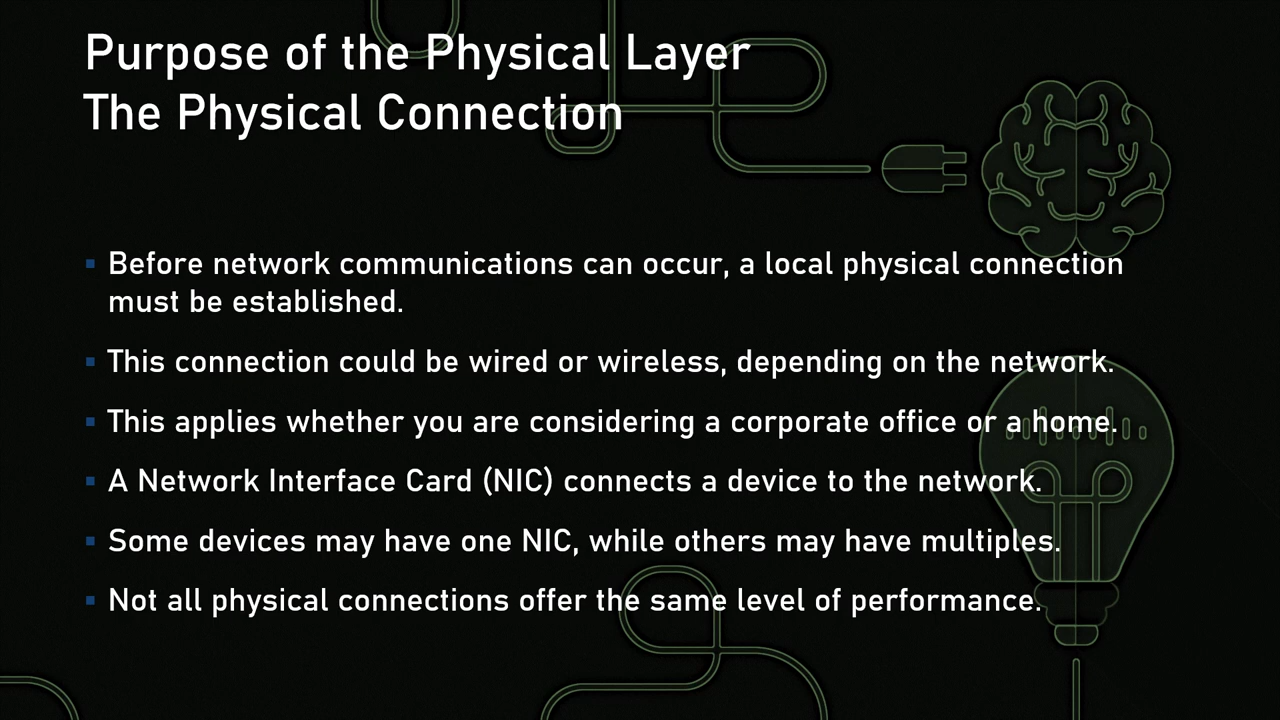 Purpose of the Physical Layer
The Physical Connection
▪ Before network communications can occur, a local physical connection
must be established.
▪ This connection could be wired or wireless, depending on the network.
▪ This applies whether you are considering a corporate office or a home.
▪ A Network Interface Card (NIC) connects a device to the network.
▪ Some devices may have one NIC, while others may have multiples.
▪ Not all physical connections offer the same level of performance.